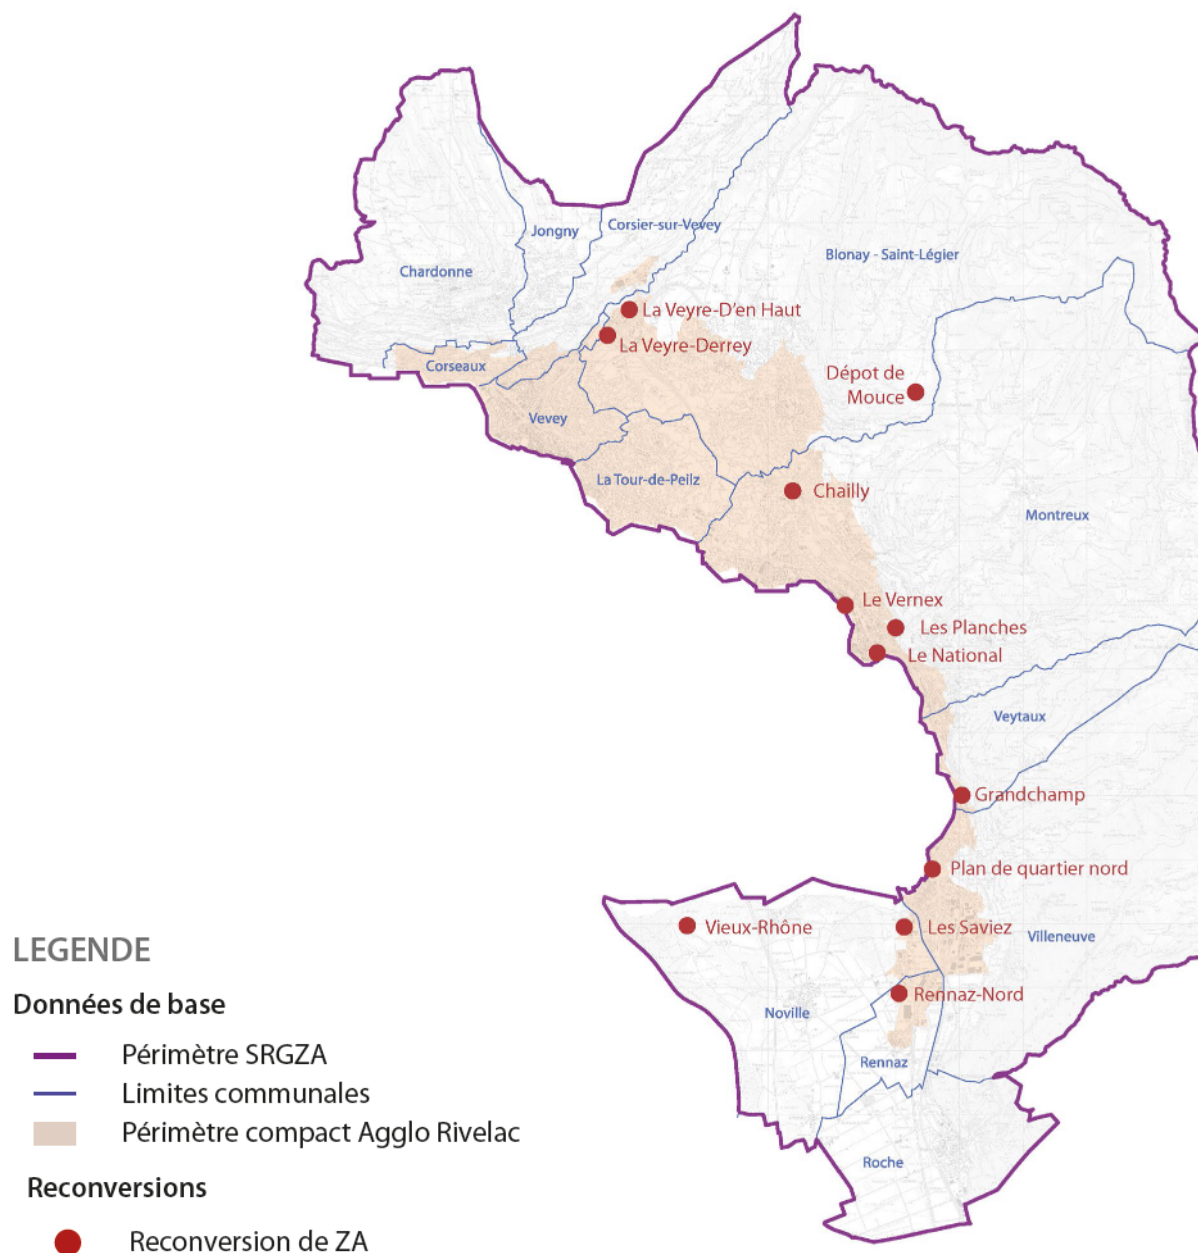 Jongny
Corsier-sur-Vevey
Chardonne
Blonay - Saint-Légier
La Veyre-D'en Haut
La Veyre-Derrey
Corseaux
Dépot de
Mouce
Vevey
La Tour-de-Peilz
Chailly
Montreux
Le Vernex
Les Planches
Le National
Veytaux
Grandchamp
Plan de quartier nord
Vieux-Rhône
Les Saviez
Villeneuve
Rennaz-Nord
Noville
Rennaz
Roche
LEGENDE
Données de base
Périmètre SRGZA
Limites communales
Périmètre compact Agglo Rivelac
Reconversions
Reconversion de ZA